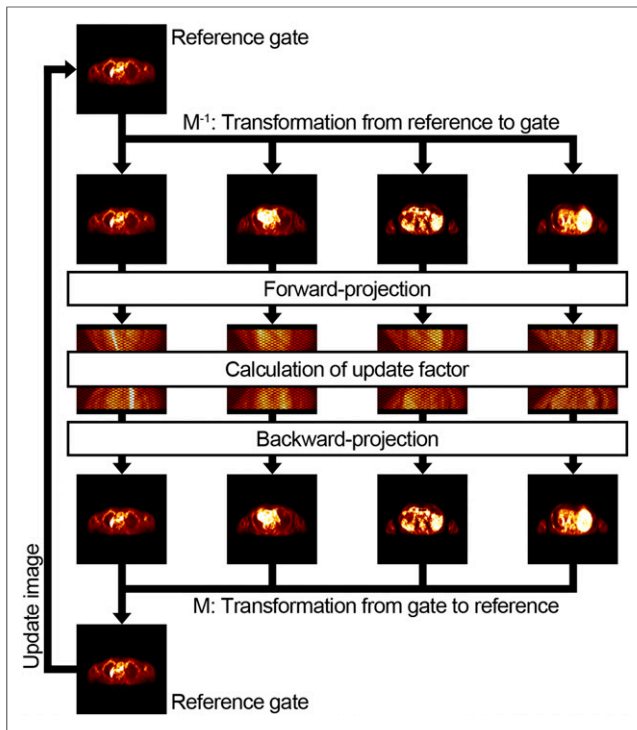 Reference gate
M⁻¹: Transformation from reference to gate
Forward-projection
Calculation of update factor
Backward-projection
M: Transformation from gate to reference
Update image
Reference gate